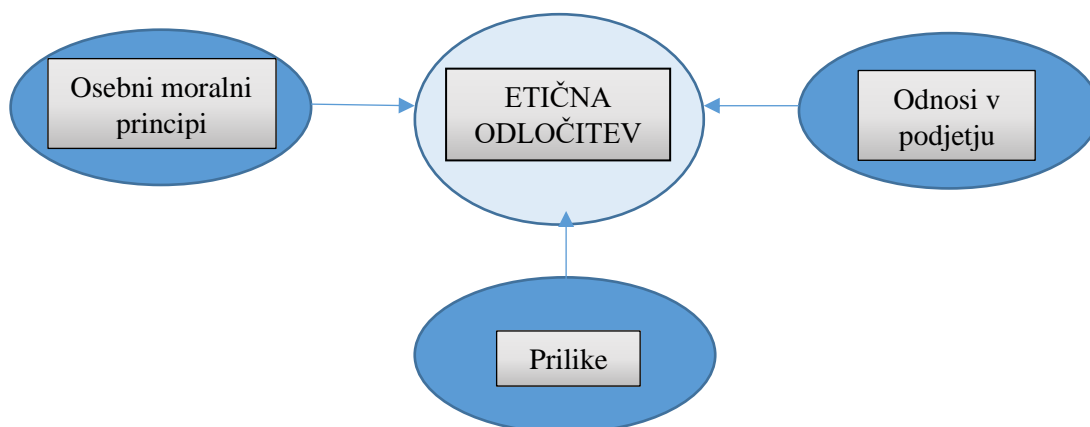 Osebni moralni
principi
ETIČNA
ODLOČITEV
Odnosi v
podjetju
Prilike